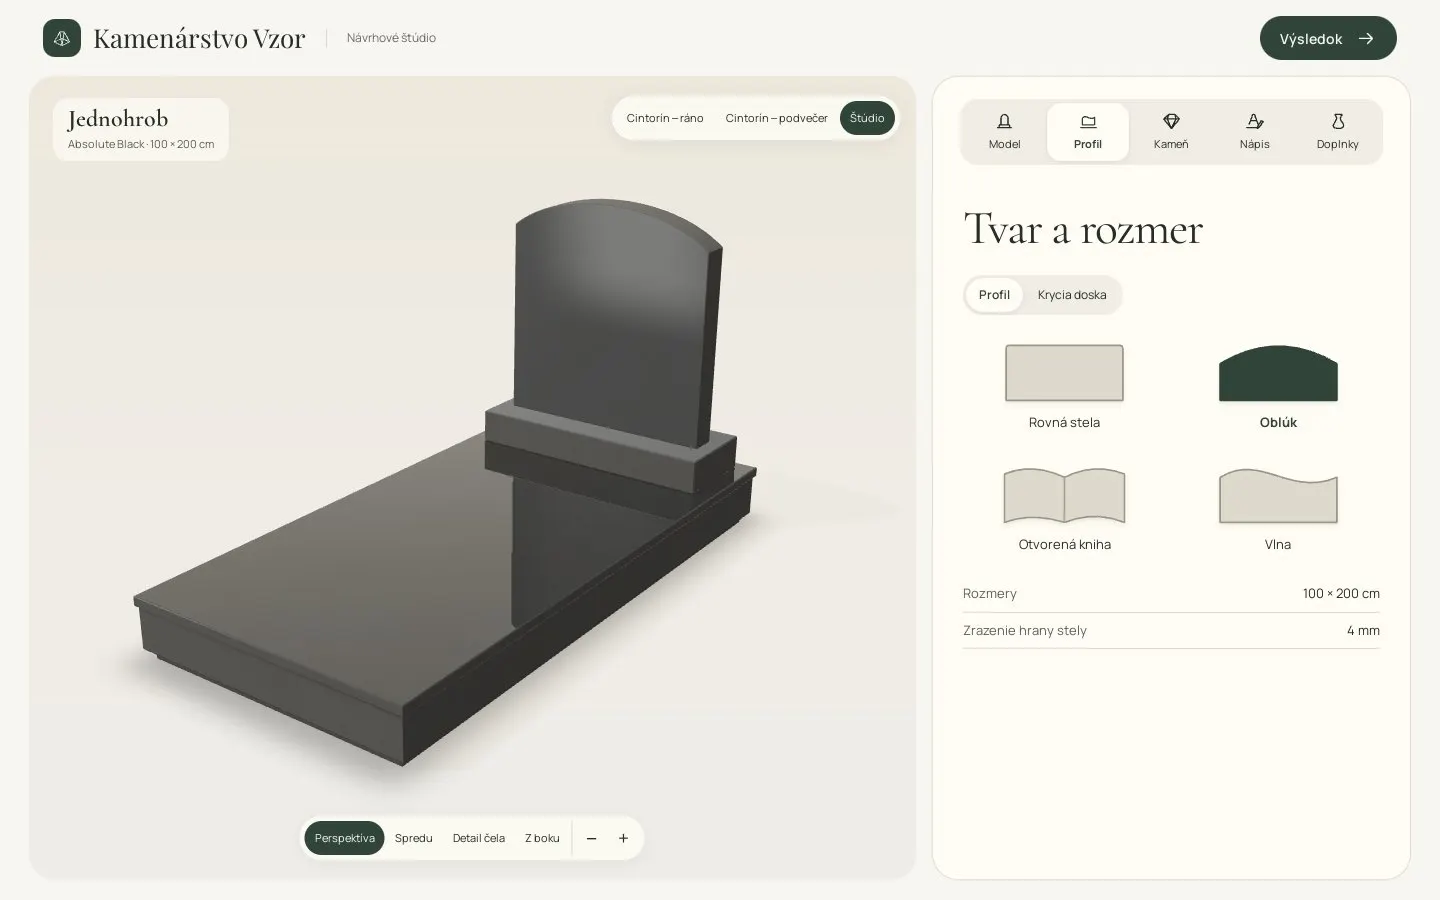 Kamenárstvo Vzor
Návrhové štúdio
Výsledok
Jednohrob
Absolute Black · 100 × 200 cm
Cintorín – ráno
Cintorín – podvečer
Štúdio
Perspektíva
Spredu
Detail čela
Z boku
Model
Profil
Kameň
Nápis
Doplnky
Tvar a rozmer
Profil
Krycia doska
Rovná stela
Oblúk
Otvorená kniha
Vlna
Rozmery
100 × 200 cm
Zrazenie hrany stely
4 mm